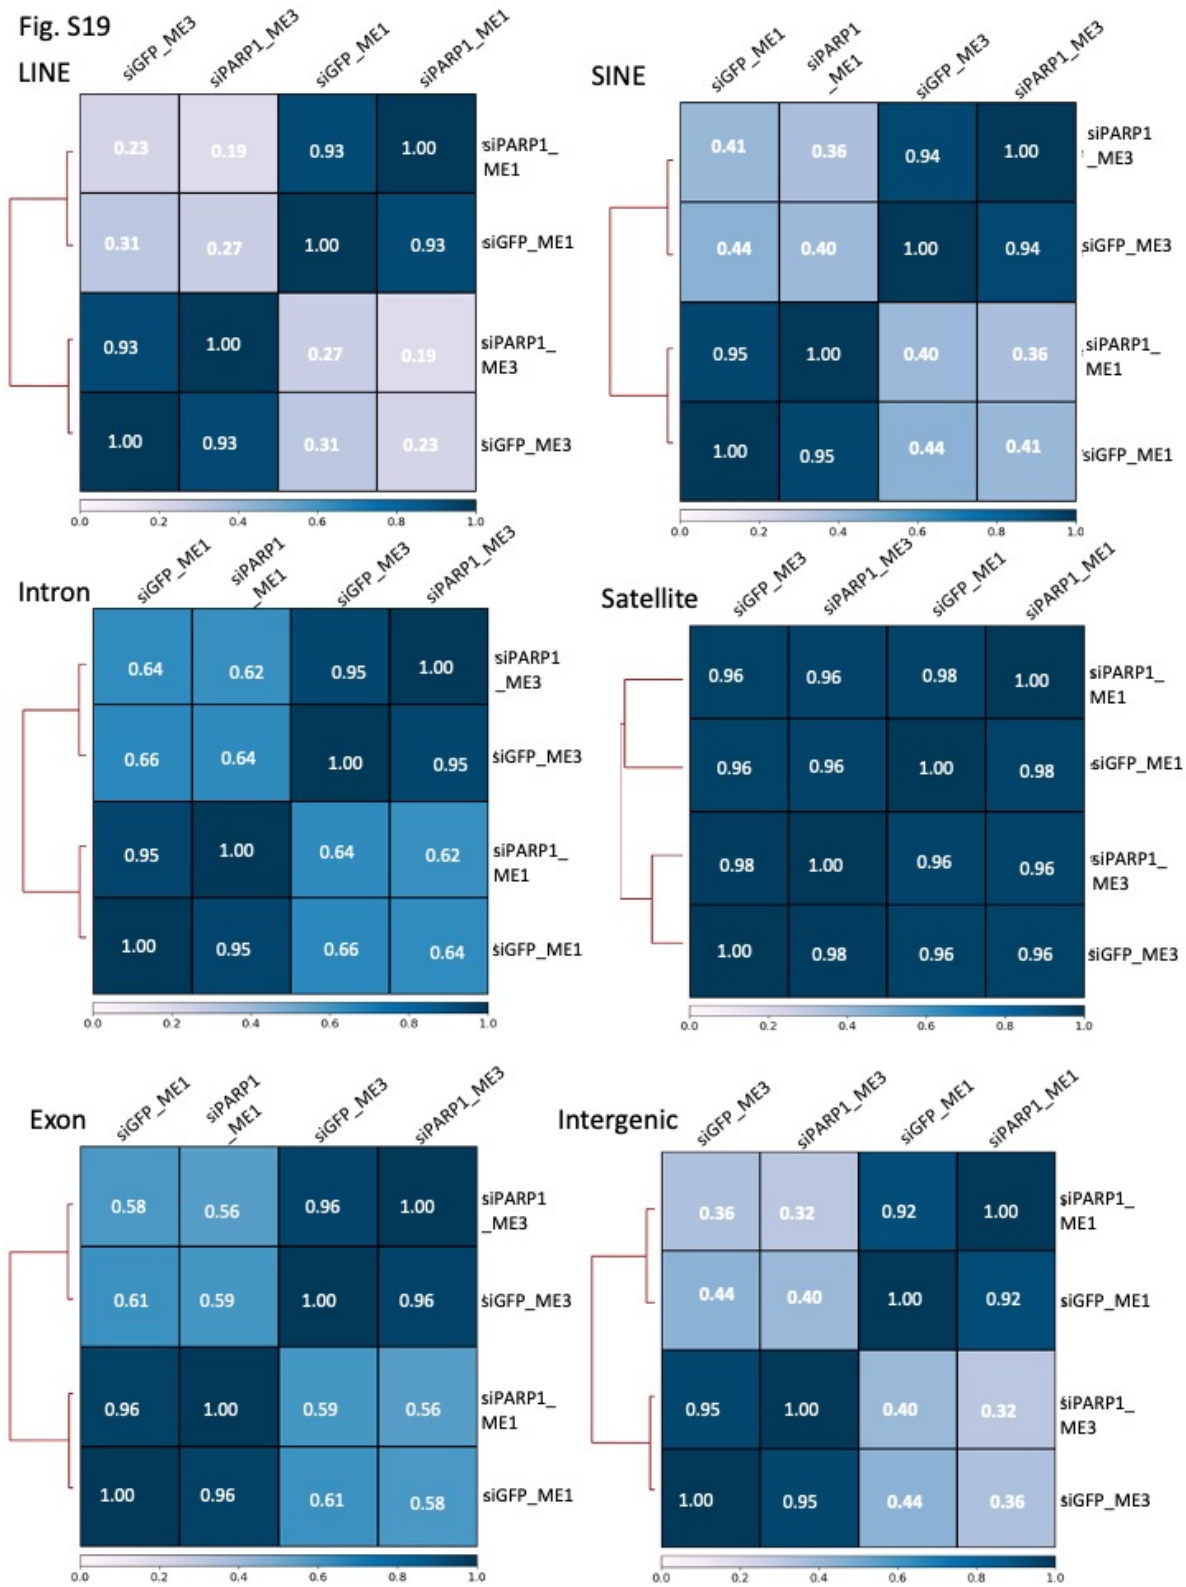 Fig. S19
LINE
siGFP_ME3
siPARP1_ME3
siGFP_ME1
siPARP1_ME1
0.23 0.19 0.93 1.00
siPARP1_
ME1
0.31 0.27 1.00 0.93
siGFP_ME1
0.93 1.00 0.27 0.19
siPARP1_
ME3
1.00 0.93 0.31 0.23
siGFP_ME3
0.0 0.2 0.4 0.6 0.8 1.0
SINE
siGFP_ME1
siPARP1
_ME1
siGFP_ME3
siPARP1_ME3
0.41 0.36 0.94 1.00
siPARP1
_ME3
0.44 0.40 1.00 0.94
siGFP_ME3
0.95 1.00 0.40 0.36
siPARP1_
ME1
1.00 0.95 0.44 0.41
siGFP_ME1
0.0 0.2 0.4 0.6 0.8 1.0
Intron
siGFP_ME1
siPARP1
_ME1
siGFP_ME3
siPARP1_ME3
0.64 0.62 0.95 1.00
siPARP1
_ME3
0.66 0.64 1.00 0.95
siGFP_ME3
0.95 1.00 0.64 0.62
siPARP1_
ME1
1.00 0.95 0.66 0.64
siGFP_ME1
0.0 0.2 0.4 0.6 0.8 1.0
Satellite
siGFP_ME3
siPARP1_ME3
siGFP_ME1
siPARP1_ME1
0.96 0.96 0.98 1.00
siPARP1_
ME1
0.96 0.96 1.00 0.98
siGFP_ME1
0.98 1.00 0.96 0.96
siPARP1_
ME3
1.00 0.98 0.96 0.96
siGFP_ME3
0.0 0.2 0.4 0.6 0.8 1.0
Exon
siGFP_ME1
siPARP1
_ME1
siGFP_ME3
siPARP1_ME3
0.58 0.56 0.96 1.00
siPARP1
_ME3
0.61 0.59 1.00 0.96
siGFP_ME3
0.96 1.00 0.59 0.56
siPARP1_
ME1
1.00 0.96 0.61 0.58
siGFP_ME1
0.0 0.2 0.4 0.6 0.8 1.0
Intergenic
siGFP_ME3
siPARP1_ME3
siGFP_ME1
siPARP1_ME1
0.36 0.32 0.92 1.00
siPARP1_
ME1
0.44 0.40 1.00 0.92
siGFP_ME1
0.95 1.00 0.40 0.32
siPARP1_
ME3
1.00 0.95 0.44 0.36
siGFP_ME3
0.0 0.2 0.4 0.6 0.8 1.0